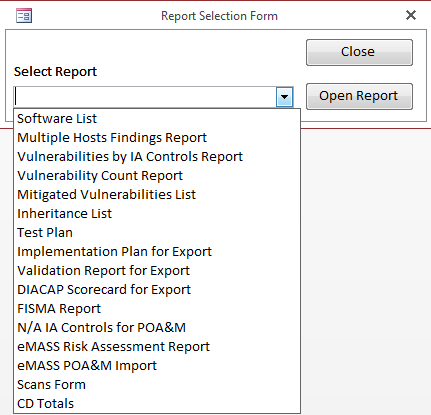 Report Selection Form
Close
Select Report
Open Report
Software List
Multiple Hosts Findings Report
Vulnerabilities by IA Controls Report
Vulnerability Count Report
Mitigated Vulnerabilities List
Inheritance List
Test Plan
Implementation Plan for Export
Validation Report for Export
DIACAP Scorecard for Export
FISMA Report
N/A IA Controls for POA&M
eMASS Risk Assessment Report
eMASS POA&M Import
Scans Form
CD Totals